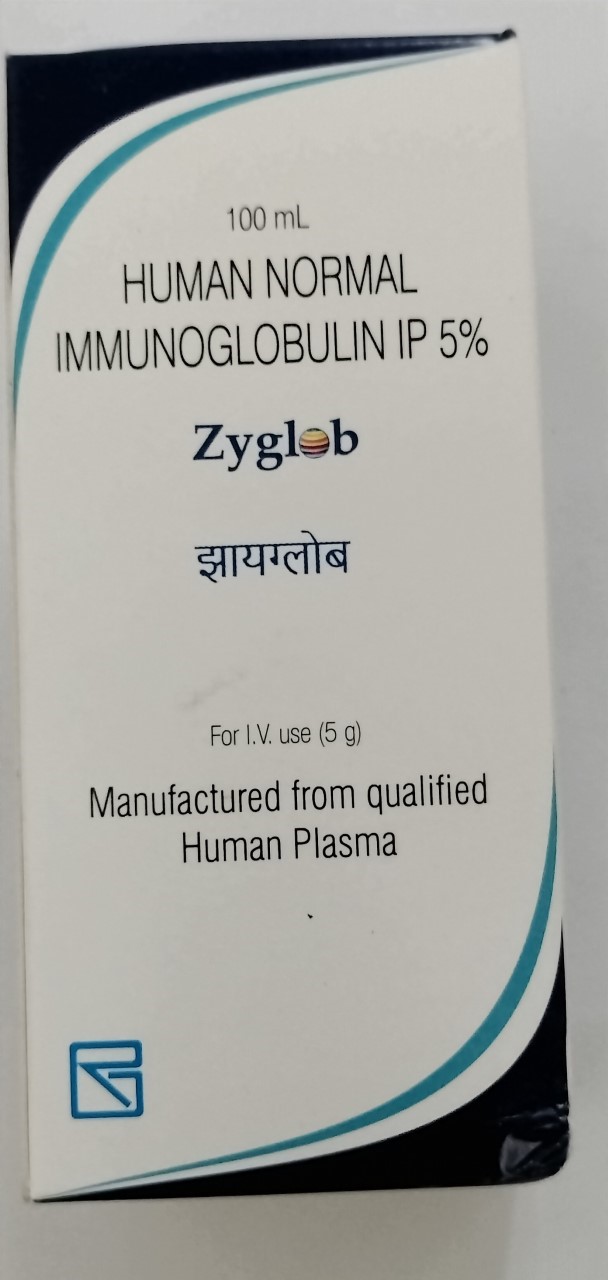 100 mL
HUMAN NORMAL
IMMUNOGLOBULIN IP 5%
Zyglob
झायग्लोब
For I.V. use (5 g)
Manufactured from qualified
Human Plasma